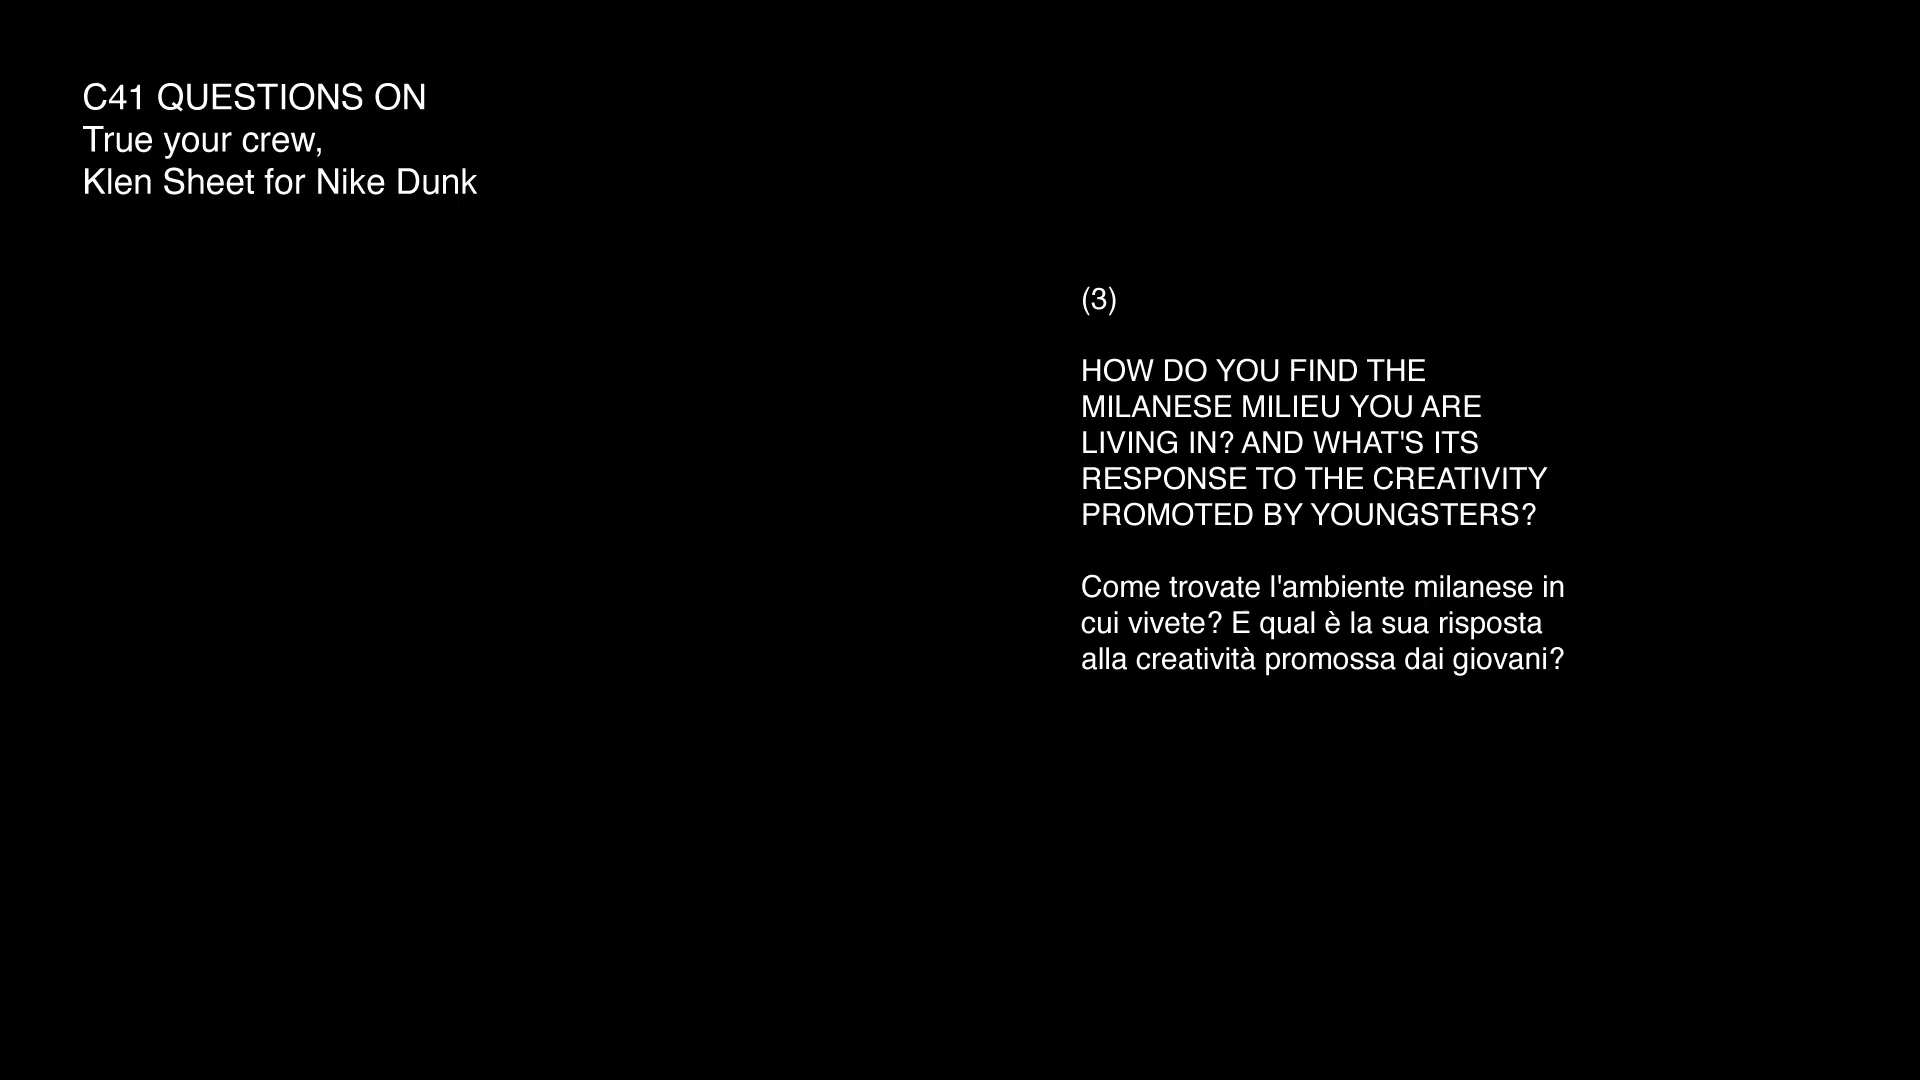 C41 QUESTIONS ON
True your crew,
Klen Sheet for Nike Dunk
(3)
HOW DO YOU FIND THE
MILANESE MILIEU YOU ARE
LIVING IN? AND WHAT'S ITS
RESPONSE TO THE CREATIVITY
PROMOTED BY YOUNGSTERS?
Come trovate l'ambiente milanese in
cui vivete? E qual è la sua risposta
alla creatività promossa dai giovani?